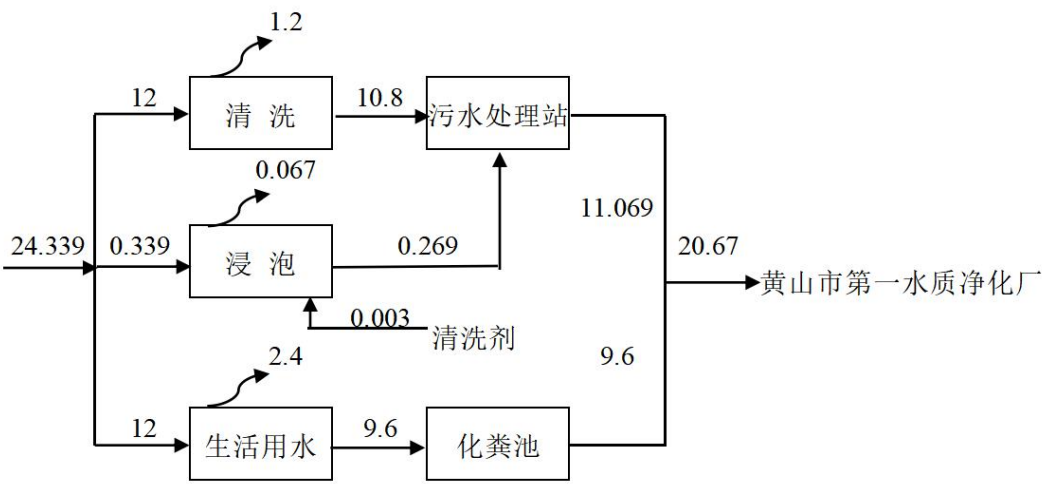 1.2
12
清洗
10.8
污水处理站
0.067
11.069
24.339
0.339
浸泡
0.269
20.67
黄山市第一水质净化厂
0.003
清洗剂
2.4
9.6
12
生活用水
9.6
化粪池